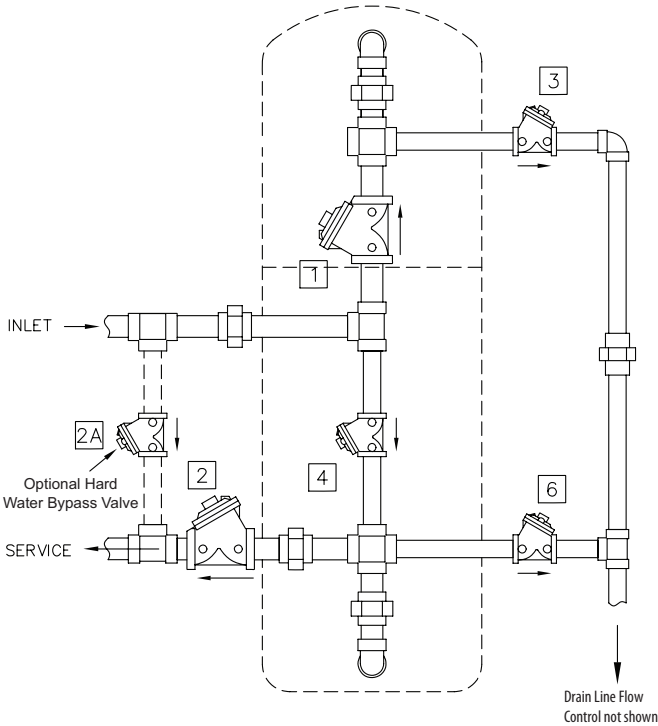 3
1
INLET
2A
Optional Hard
Water Bypass Valve
2
4
6
SERVICE
Drain Line Flow
Control not shown